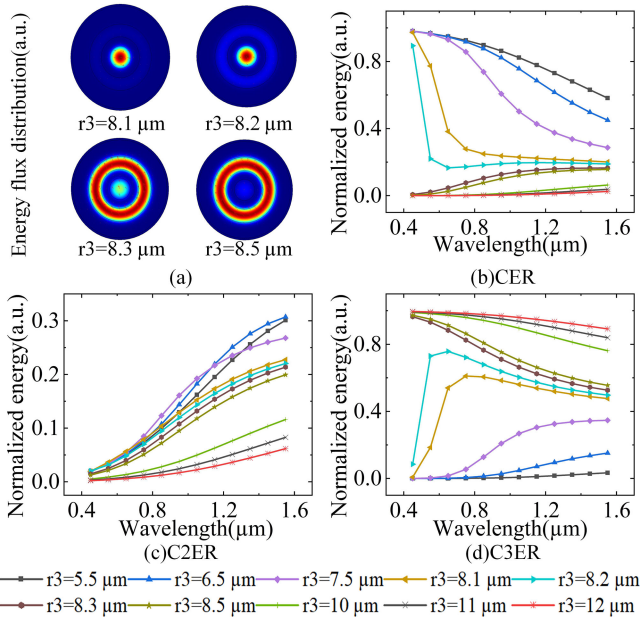 Energy flux distribution(a.u.)
r3=8.1 µm
r3=8.2 µm
r3=8.3 µm
r3=8.5 µm
(a)
Normalized energy(a.u.)
0.8
0.4
0.0
0.4
0.8
1.2
1.6
Wavelength(µm)
(b)CER
Normalized energy(a.u.)
0.3
0.2
0.1
0.0
0.4
0.8
1.2
1.6
Wavelength(µm)
(c)C2ER
Normalized energy(a.u.)
0.8
0.4
0.0
0.4
0.8
1.2
1.6
Wavelength(µm)
(d)C3ER
r3=5.5 µm
r3=6.5 µm
r3=7.5 µm
r3=8.1 µm
r3=8.2 µm
r3=8.3 µm
r3=8.5 µm
r3=10 µm
r3=11 µm
r3=12 µm